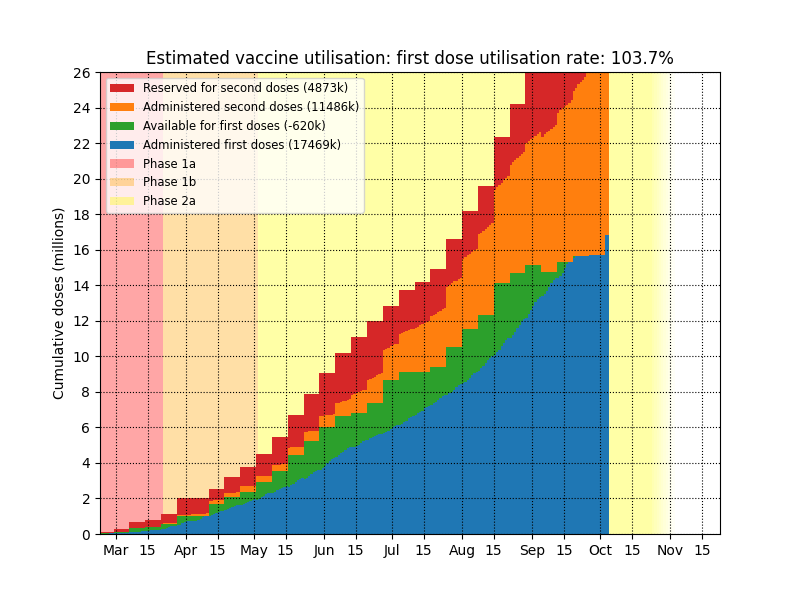 Estimated vaccine utilisation: first dose utilisation rate: 103.7%
Reserved for second doses (4873k)
Administered second doses (11486k)
Available for first doses (-620k)
Administered first doses (17469k)
Phase 1a
Phase 1b
Phase 2a
Cumulative doses (millions)
26
24
22
20
18
16
14
12
10
8
6
4
2
0
Mar 15 Apr 15 May 15 Jun 15 Jul 15 Aug 15 Sep 15 Oct 15 Nov 15